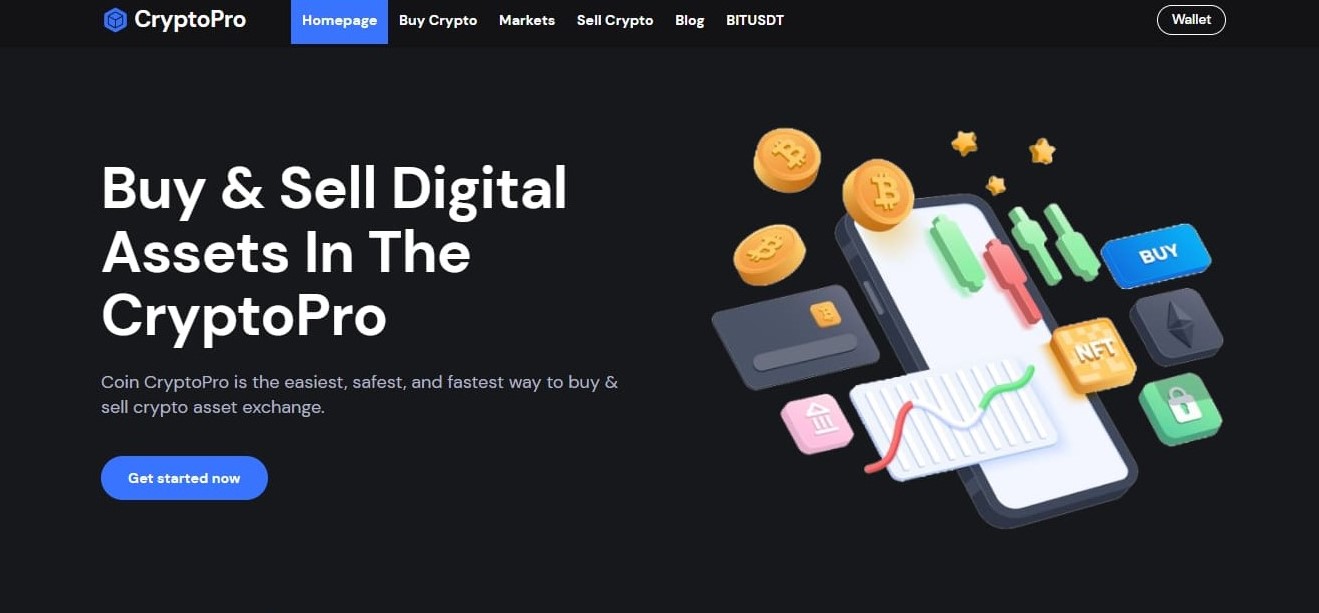 CryptoPro
Homepage
Buy Crypto
Markets
Sell Crypto
Blog
BITUSDT
Wallet
Buy & Sell Digital
Assets In The
CryptoPro
Coin CryptoPro is the easiest, safest, and fastest way to buy &
sell crypto asset exchange.
Get started now
BUY
NFT